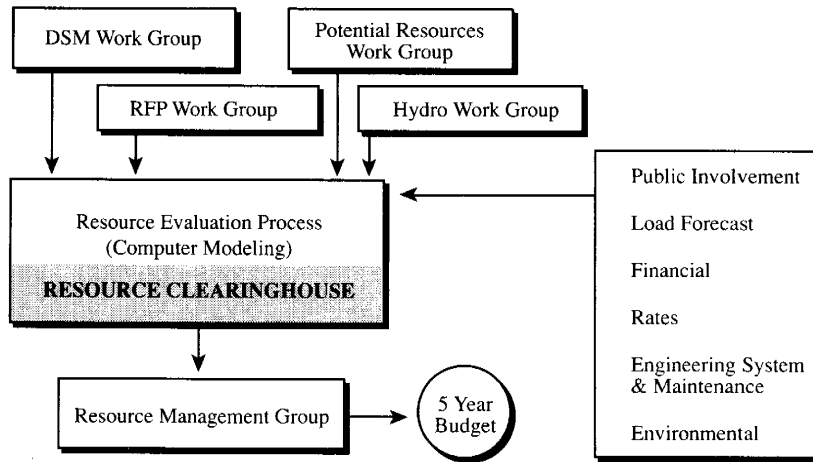 DSM Work Group
Potential Resources
Work Group
RFP Work Group
Hydro Work Group
Resource Evaluation Process
(Computer Modeling)
RESOURCE CLEARINGHOUSE
Resource Management Group
5 Year
Budget
Public Involvement
Load Forecast
Financial
Rates
Engineering System
& Maintenance
Environmental